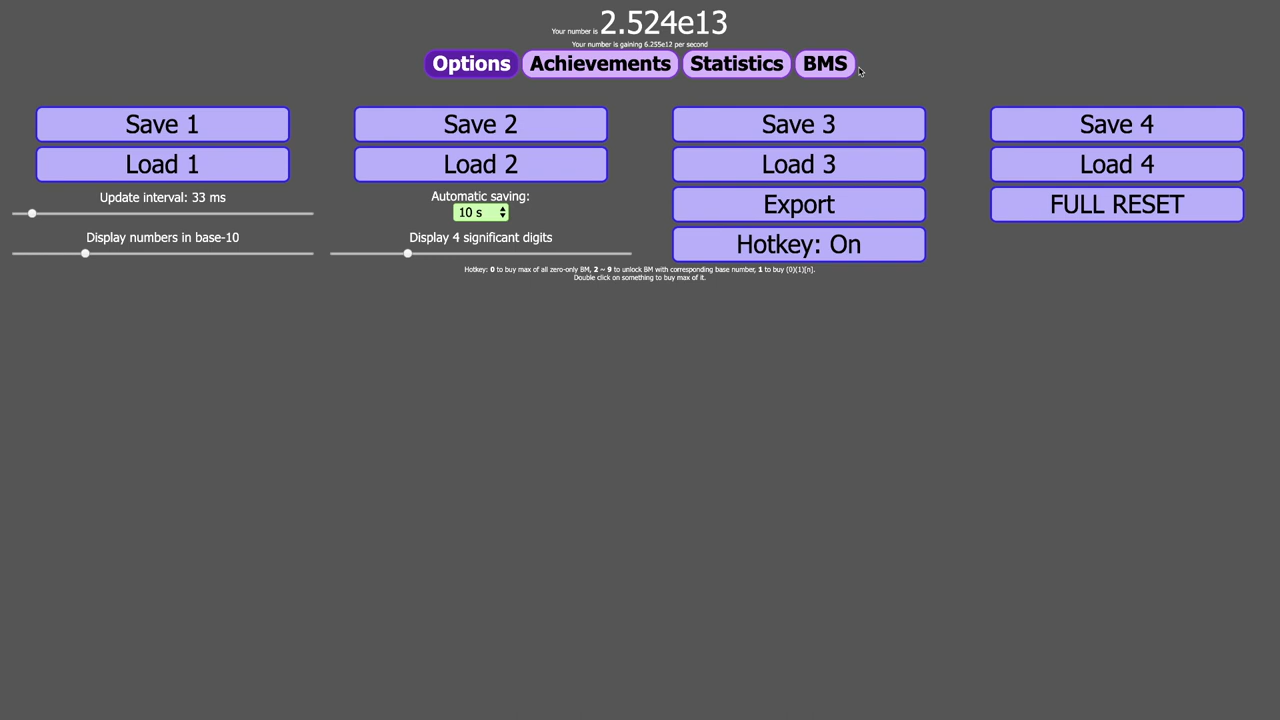 Your number is 2.524e13
Your number is gaining 6.255e12 per second
Options Achievements Statistics BMS
Save 1 Save 2 Save 3 Save 4
Load 1 Load 2 Load 3 Load 4
Update interval: 33 ms Automatic saving: Export FULL RESET
10 s
Display numbers in base-10 Display 4 significant digits Hotkey: On
Hotkey: 0 to buy max of all zero-only BM, 2 ~ 9 to unlock BM with corresponding base number, 1 to buy (0)(1)[n].
Double click on something to buy max of it.